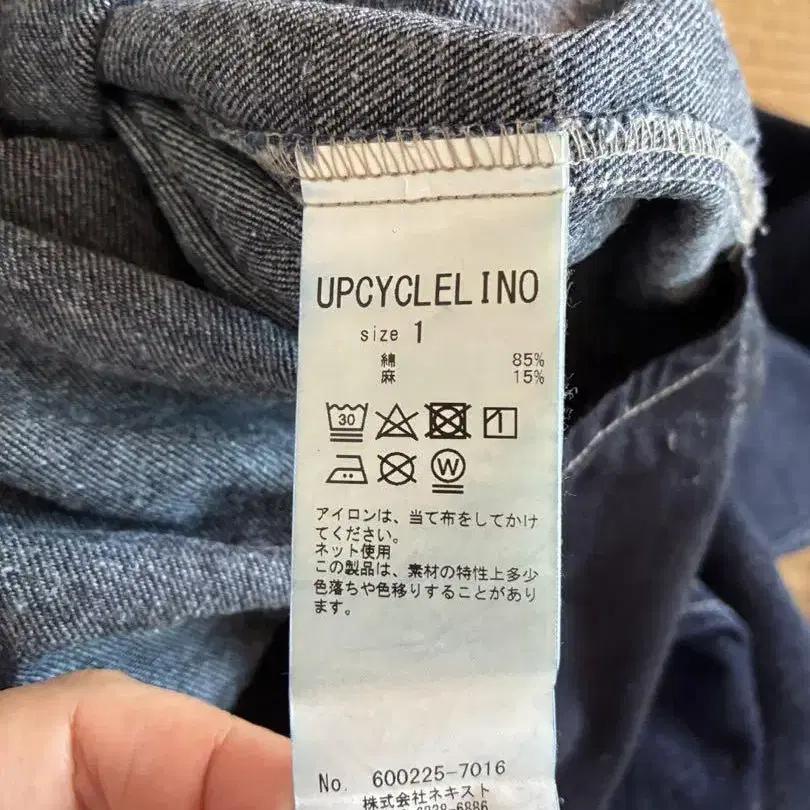 UPCYCLELINO
size 1
綿 85%
麻 15%
30
W
アイロンは、当て布をしてかけ
てください。
ネット使用
この製品は、素材の特性上多少
色落ちや色移りすることがあり
ます。
No. 600225-7016
株式会社ネキスト
6886